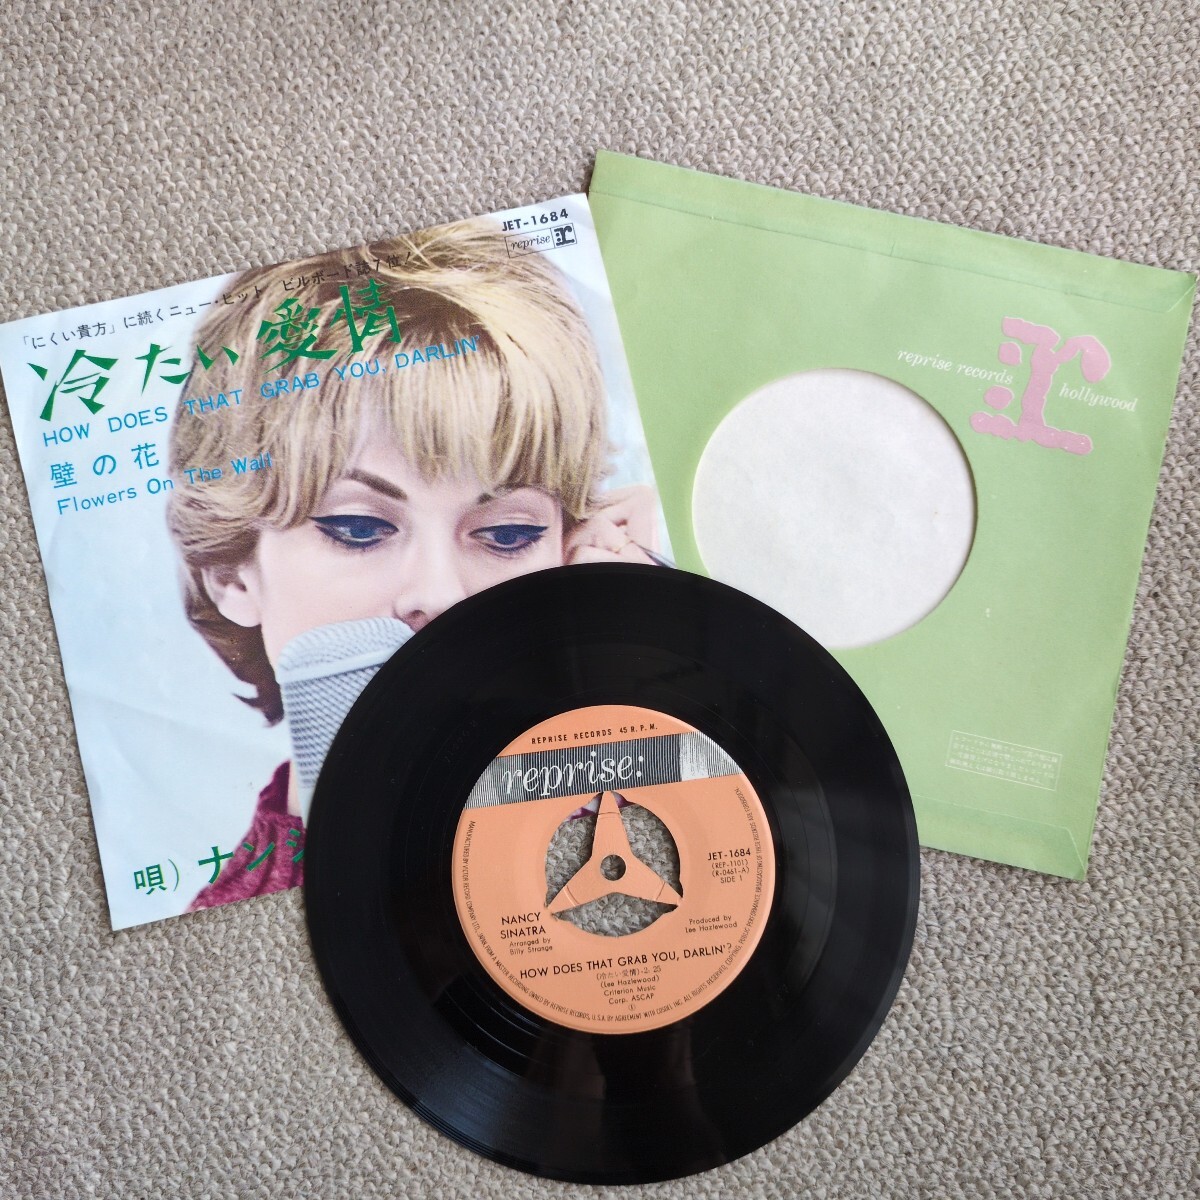 JET-1684
reprise r:
「にくい貴方」に続くニュー・ヒット ビルボード誌7位!
冷たい愛情
HOW DOES THAT GRAB YOU, DARLIN'
壁の花
Flowers On The Wall
唄)ナンシ
reprise records
r:
hollywood
REPRISE RECORDS 45 R.P.M.
reprise:
JET-1684
(REP-1101)
(R-0461-A)
SIDE 1
NANCY
SINATRA
Arranged by
Billy Strange
Produced by
Lee Hazlewood
HOW DOES THAT GRAB YOU, DARLIN'?
(冷たい愛情)-2:25
(Lee Hazlewood)
Criterion Music
Corp. ASCAP